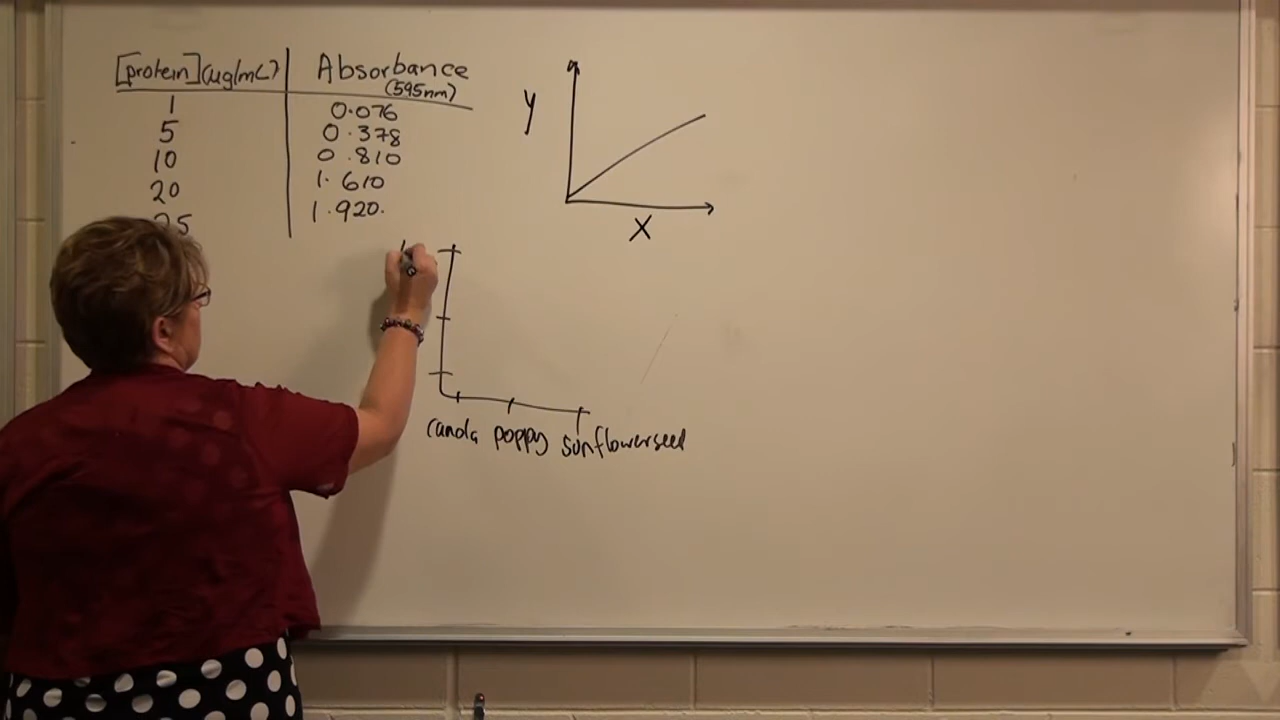 [protein] (ug/mL) Absorbance
(595nm)
1 0.076
5 0.378
10 0.810
20 1.610
25 1.920.
y
x
canola poppy sunflowerseed